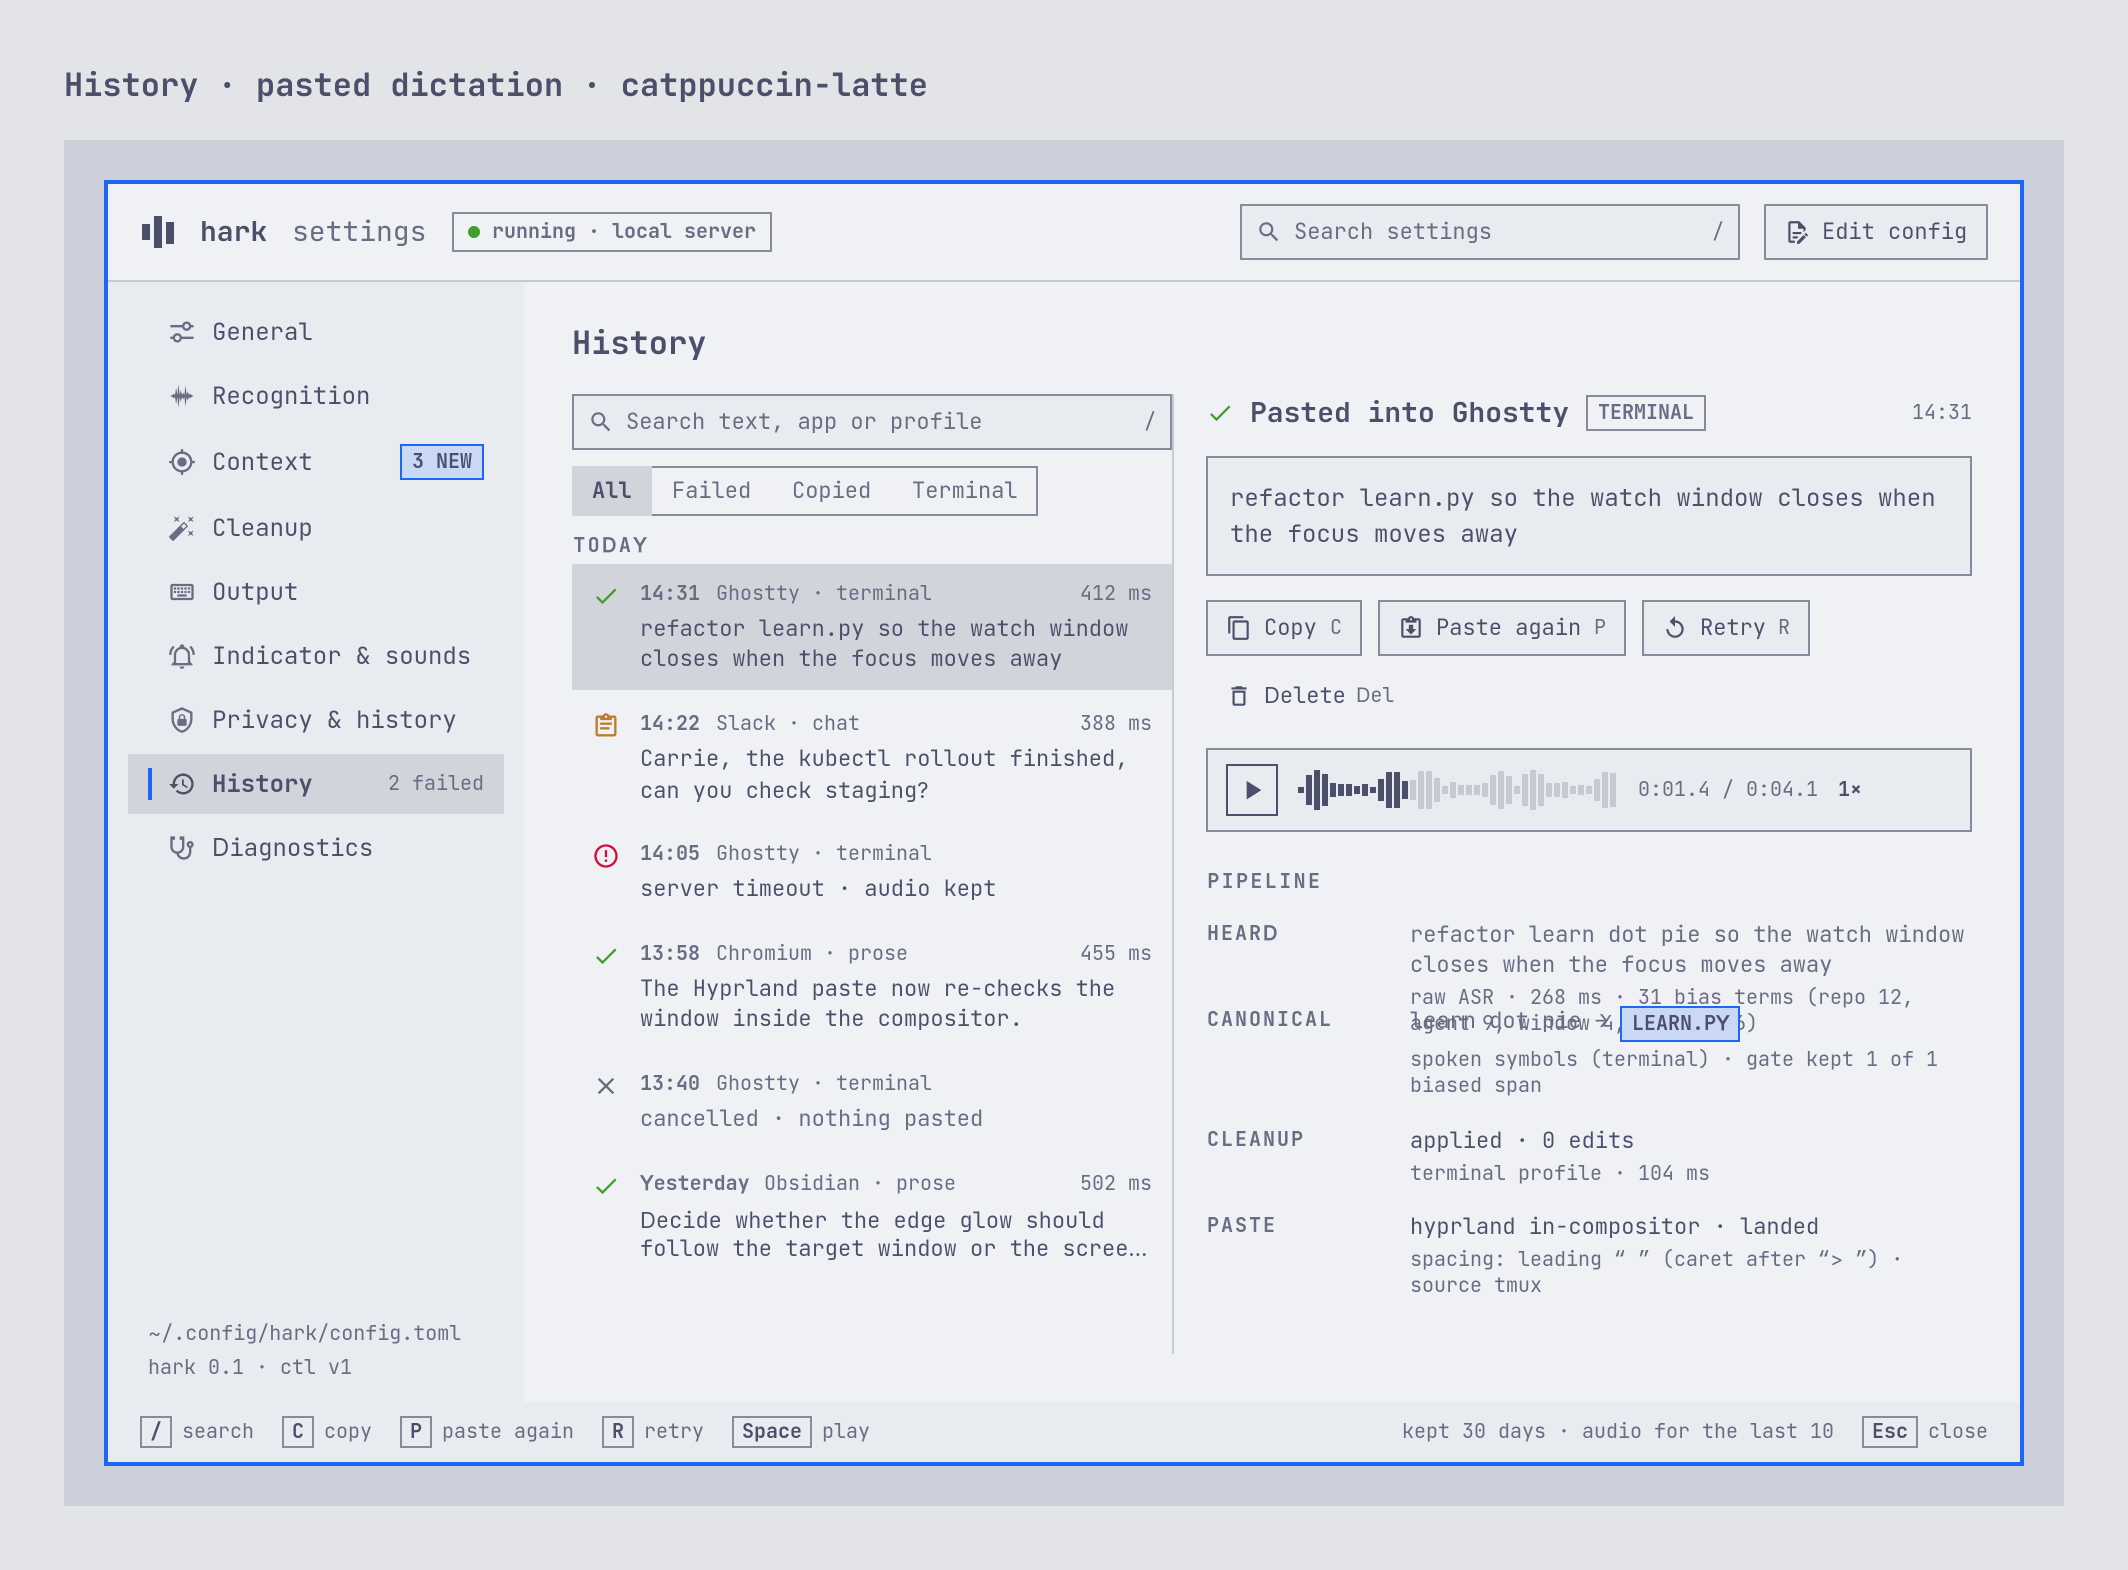 History · pasted dictation · catppuccin-latte
hark settings
running · local server
Search settings /
Edit config
General
Recognition
Context 3 NEW
Cleanup
Output
Indicator & sounds
Privacy & history
History 2 failed
Diagnostics
~/.config/hark/config.toml
hark 0.1 · ctl v1
History
Search text, app or profile /
All Failed Copied Terminal
TODAY
14:31 Ghostty · terminal 412 ms
refactor learn.py so the watch window
closes when the focus moves away
14:22 Slack · chat 388 ms
Carrie, the kubectl rollout finished,
can you check staging?
14:05 Ghostty · terminal
server timeout · audio kept
13:58 Chromium · prose 455 ms
The Hyprland paste now re-checks the
window inside the compositor.
13:40 Ghostty · terminal
cancelled · nothing pasted
Yesterday Obsidian · prose 502 ms
Decide whether the edge glow should
follow the target window or the scree…
Pasted into Ghostty TERMINAL 14:31
refactor learn.py so the watch window closes when
the focus moves away
Copy C
Paste again P
Retry R
Delete Del
0:01.4 / 0:04.1 1×
PIPELINE
HEARD
refactor learn dot pie so the watch window
closes when the focus moves away
raw ASR · 268 ms · 31 bias terms (repo 12,
agent 9, window 4,
CANONICAL
learn dot pie → LEARN.PY
spoken symbols (terminal) · gate kept 1 of 1
biased span
CLEANUP
applied · 0 edits
terminal profile · 104 ms
PASTE
hyprland in-compositor · landed
spacing: leading “ ” (caret after “> ”) ·
source tmux
/ search C copy P paste again R retry Space play
kept 30 days · audio for the last 10 Esc close